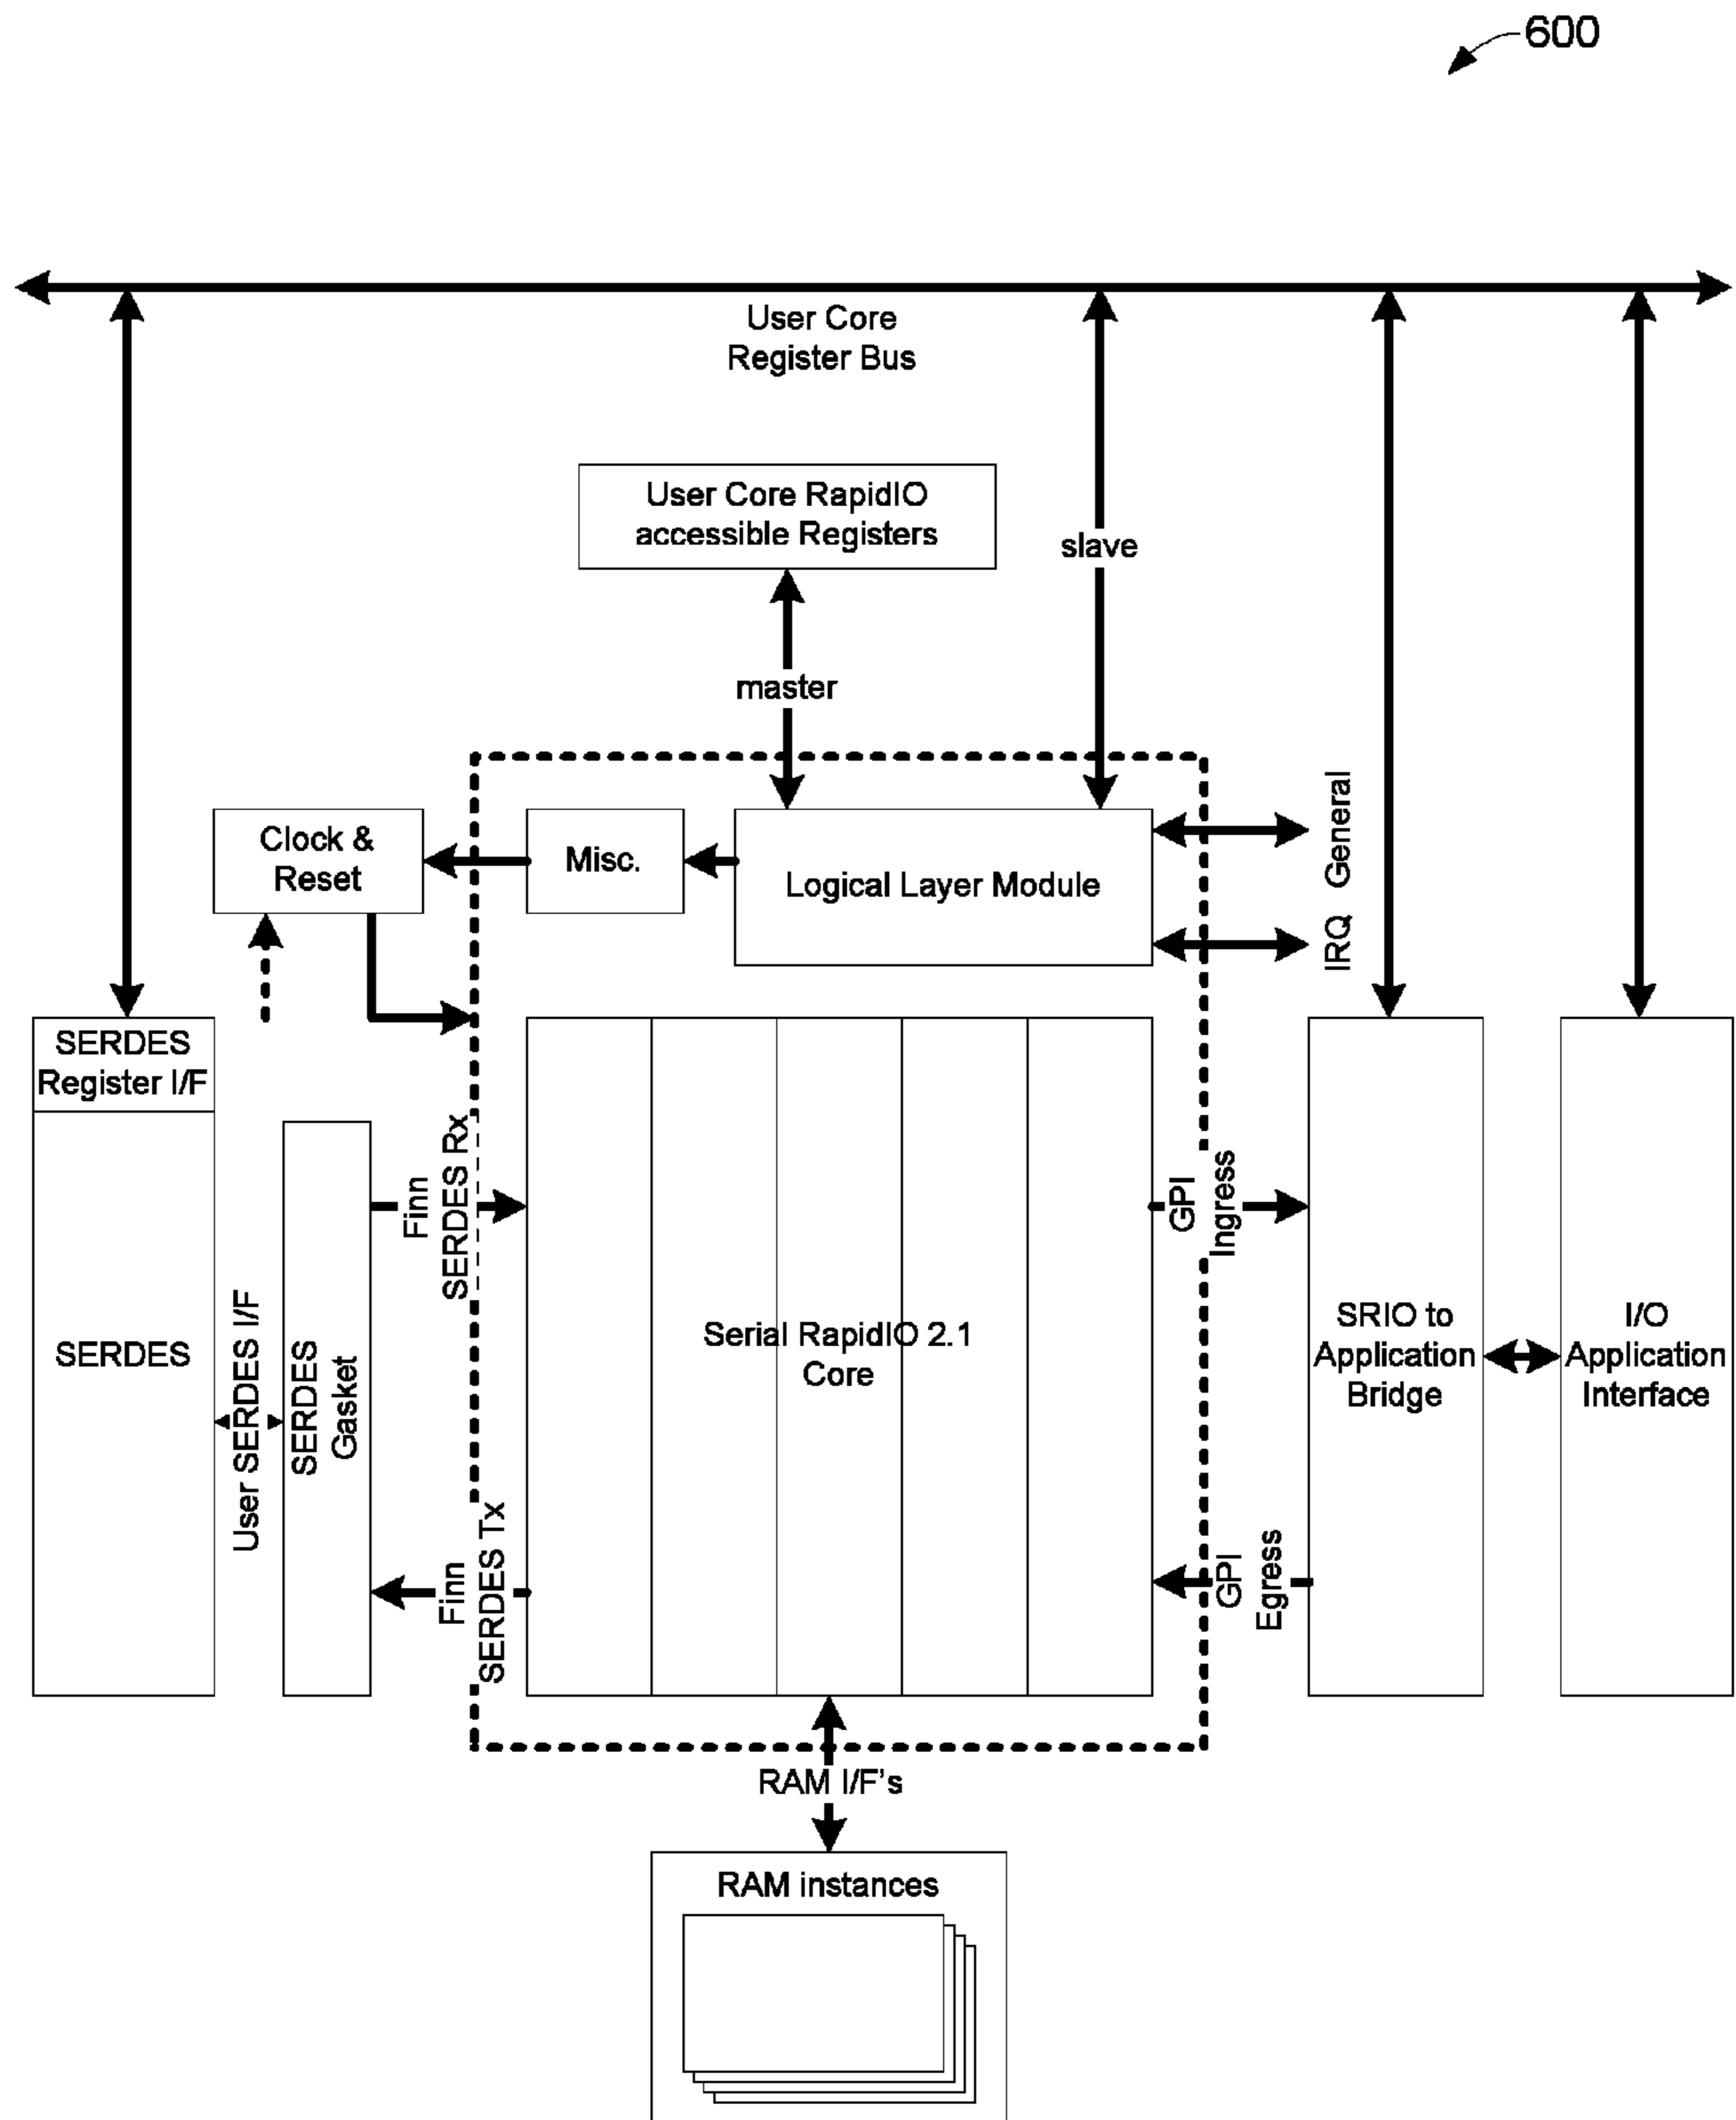 600
User Core
Register Bus
User Core RapidIO
accessible Registers
slave
master
Clock &
Reset
Misc.
Logical Layer Module
General
IRQ
SERDES
Register I/F
SERDES
User SERDES I/F
SERDES
Gasket
Finn
SERDES Rx
Finn
SERDES Tx
Serial RapidIO 2.1
Core
GPI
Ingress
GPI
Egress
SRIO to
Application
Bridge
I/O
Application
Interface
RAM I/F's
RAM instances